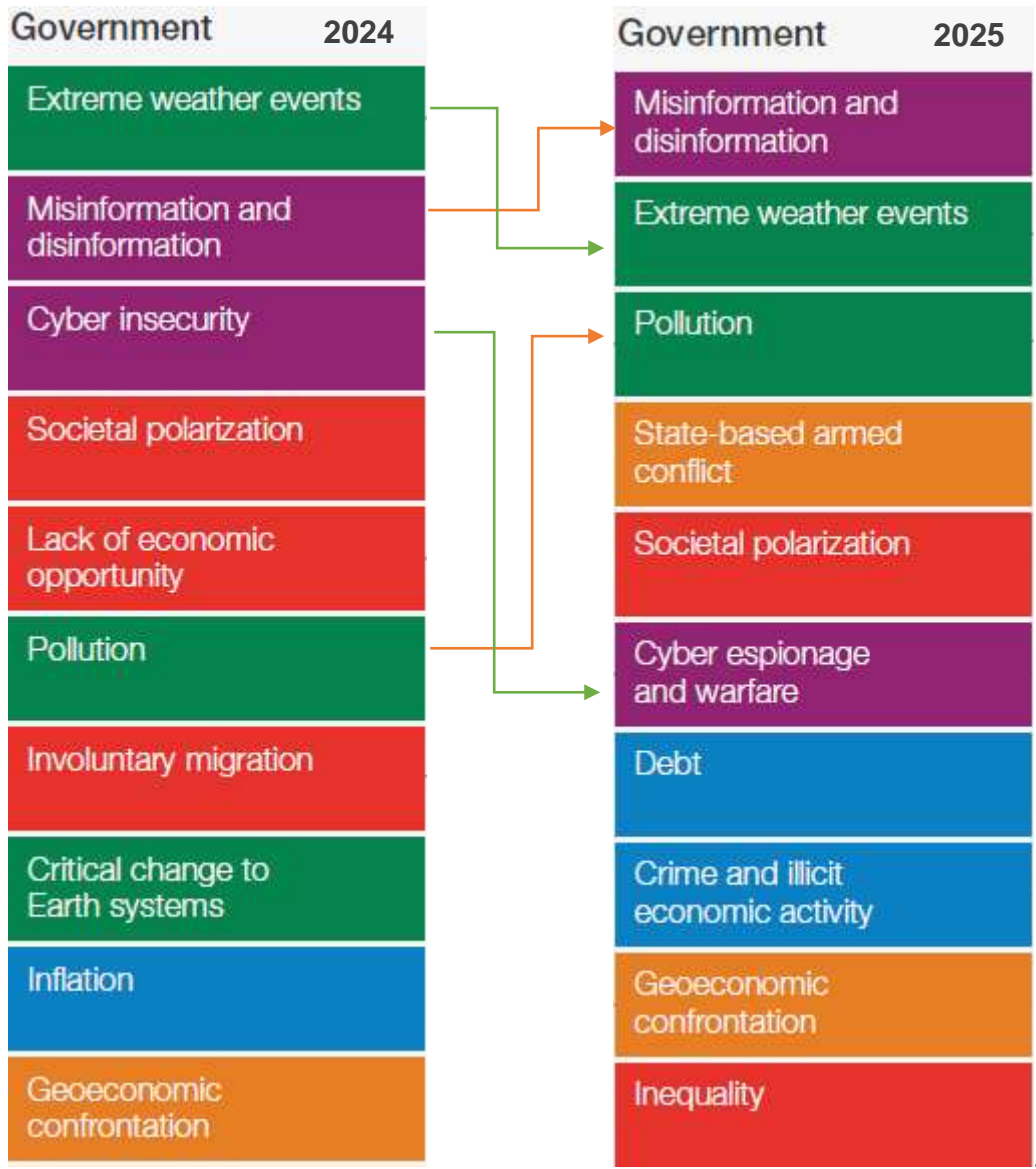 Government 2024
Extreme weather events
Misinformation and
disinformation
Cyber insecurity
Societal polarization
Lack of economic
opportunity
Pollution
Involuntary migration
Critical change to
Earth systems
Inflation
Geoeconomic
confrontation
Government 2025
Misinformation and
disinformation
Extreme weather events
Pollution
State-based armed
conflict
Societal polarization
Cyber espionage
and warfare
Debt
Crime and illicit
economic activity
Geoeconomic
confrontation
Inequality